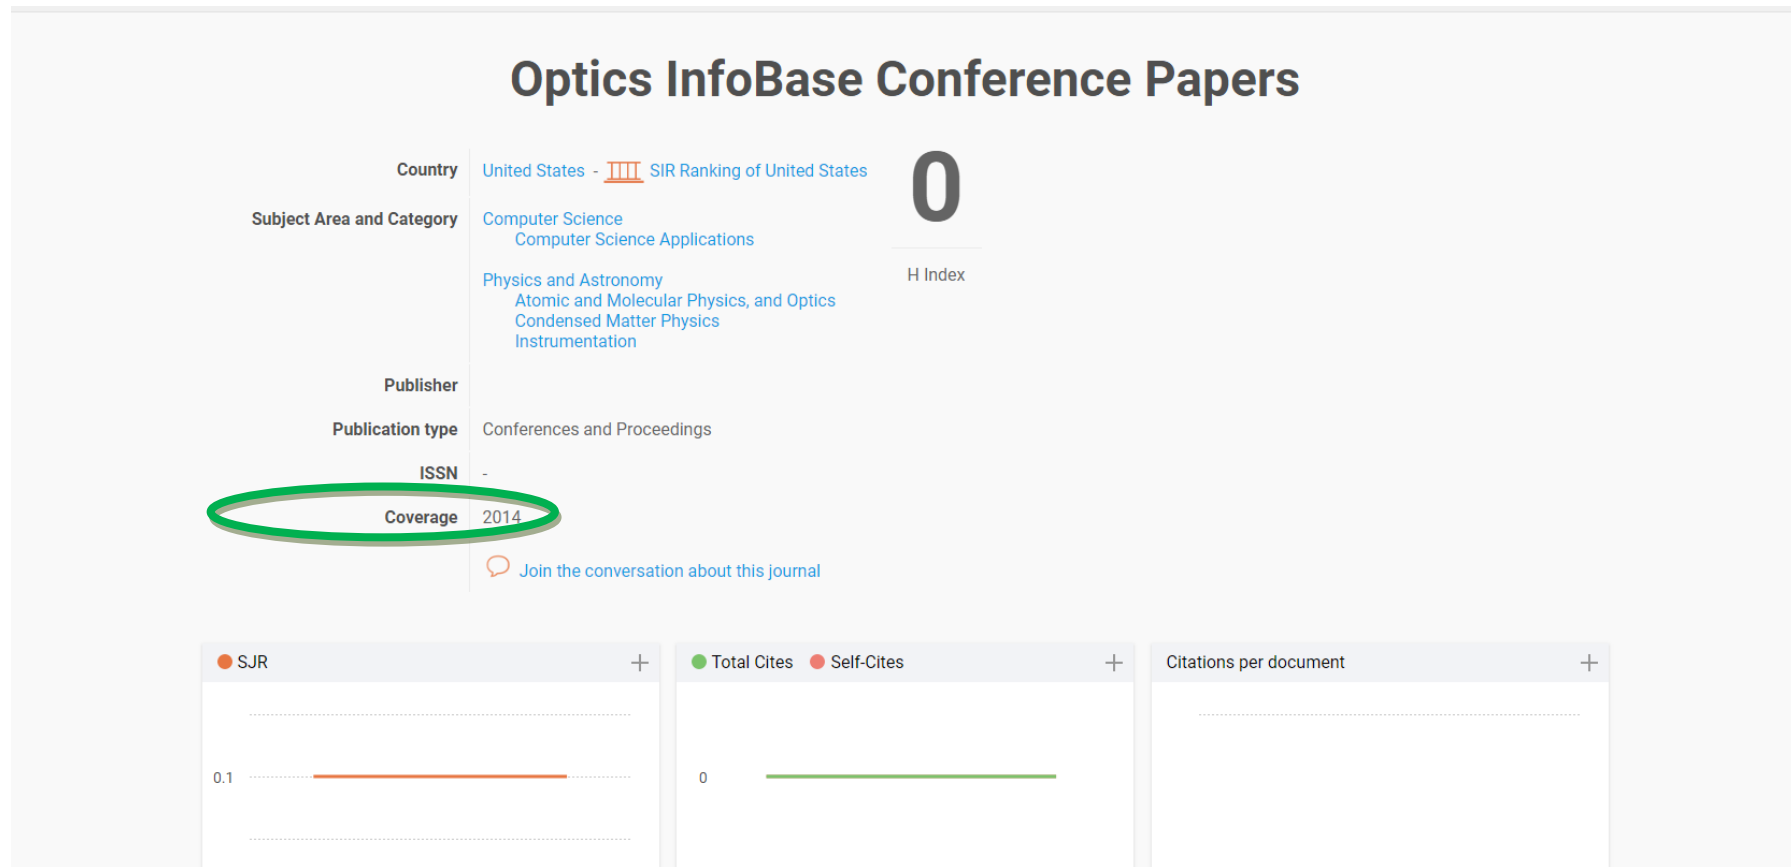 Optics InfoBase Conference Papers
Country United States - SIR Ranking of United States
0
H Index
Subject Area and Category Computer Science
Computer Science Applications
Physics and Astronomy
Atomic and Molecular Physics, and Optics
Condensed Matter Physics
Instrumentation
Publisher
Publication type Conferences and Proceedings
ISSN -
Coverage 2014
Join the conversation about this journal
SJR
0.1
Total Cites Self-Cites
0
Citations per document